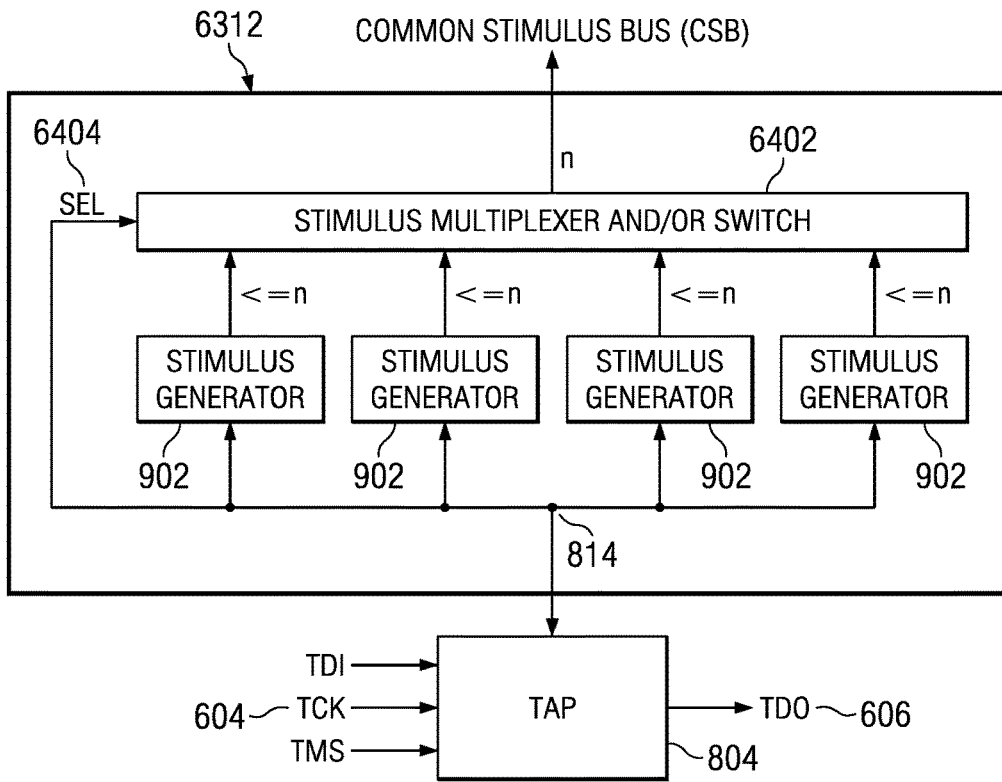 6312
COMMON STIMULUS BUS (CSB)
6404
n
6402
SEL
STIMULUS MULTIPLEXER AND/OR SWITCH
<=n
<=n
<=n
<=n
STIMULUS
GENERATOR
STIMULUS
GENERATOR
STIMULUS
GENERATOR
STIMULUS
GENERATOR
902
902
902
902
814
TDI
604
TCK
TMS
TAP
TDO
606
804